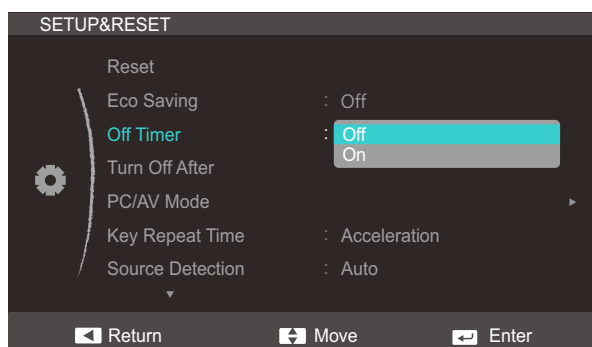 SETUP&RESET
Reset
Eco Saving : Off
Off Timer : Off
On
Turn Off After
PC/AV Mode
Key Repeat Time : Acceleration
Source Detection : Auto
Return Move Enter